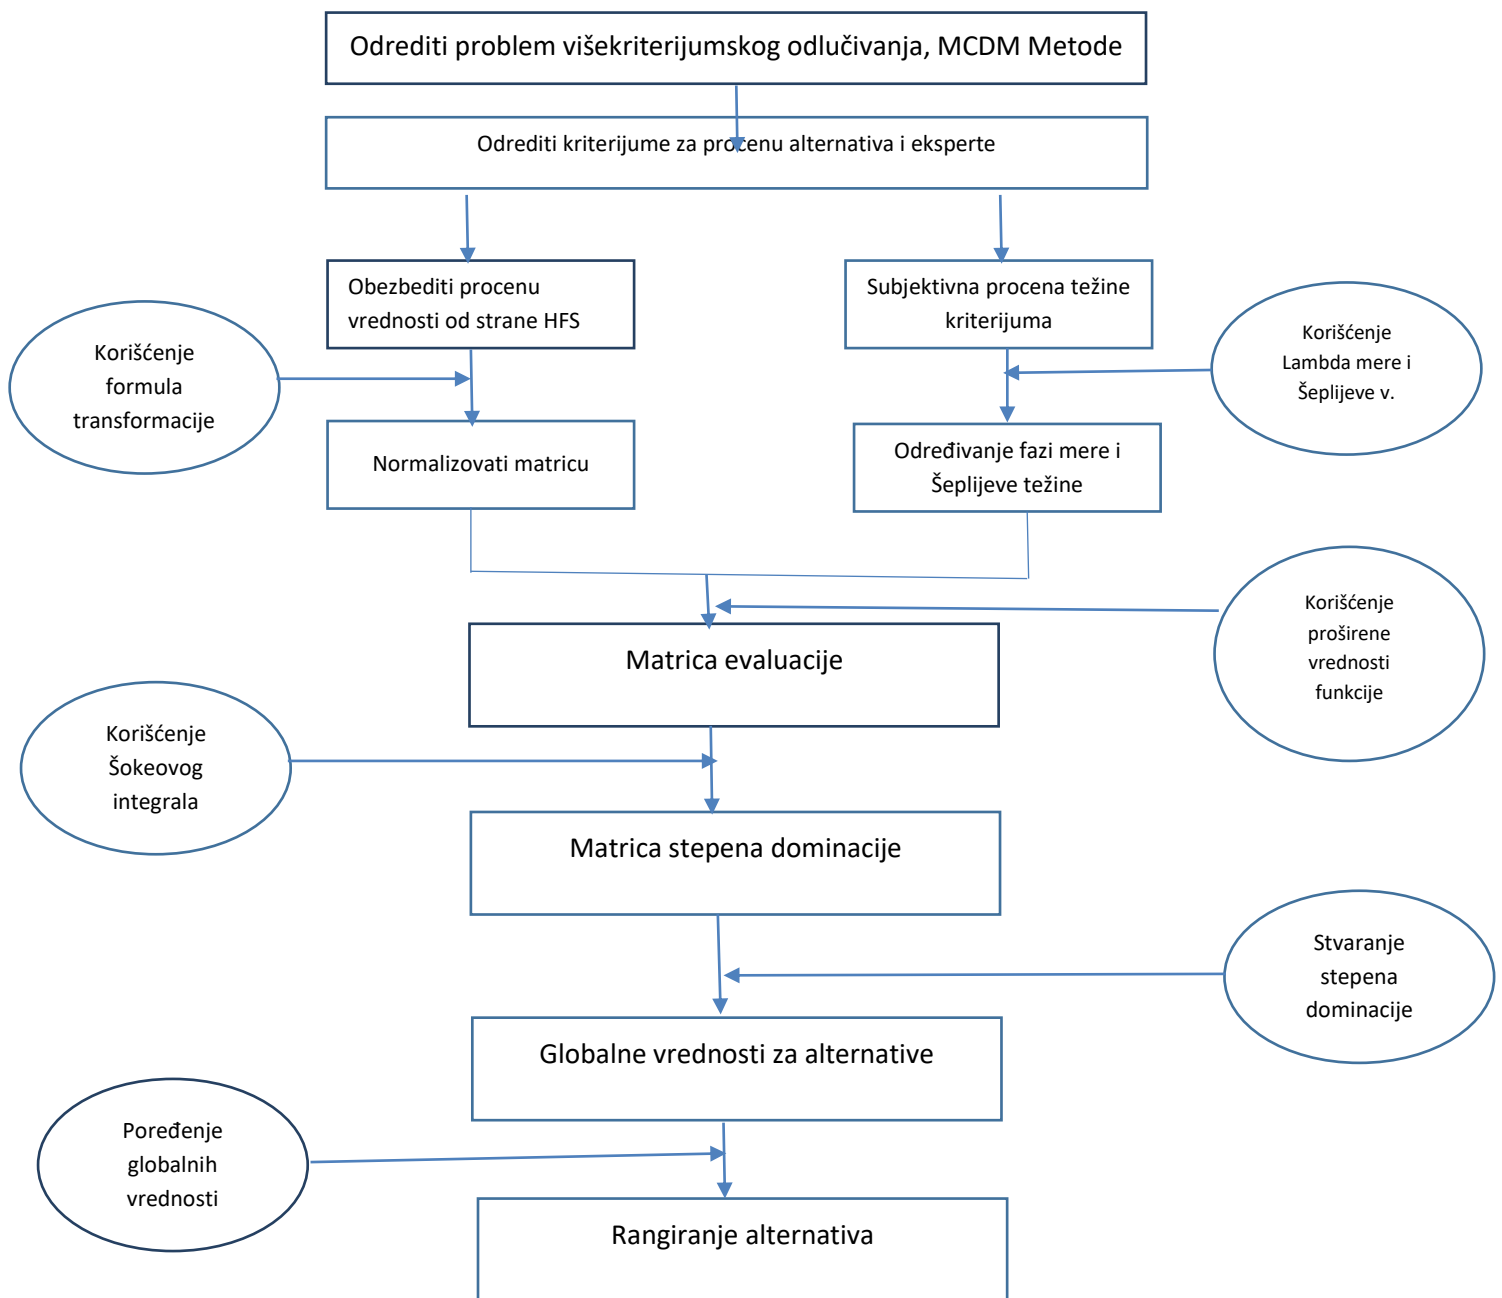 Odrediti problem višekriterijumskog odlučivanja, MCDM Metode
Odrediti kriterijume za procenu alternativa i eksperte
Obezbediti procenu
vrednosti od strane HFS
Subjektivna procena težine
kriterijuma
Korišćenje
formula
transformacije
Korišćenje
Lambda mere i
Šeplijeve v.
Normalizovati matricu
Određivanje fazi mere i
Šeplijeve težine
Korišćenje
proširene
vrednosti
funkcije
Matrica evaluacije
Korišćenje
Šokeovog
integrala
Matrica stepena dominacije
Stvaranje
stepena
dominacije
Globalne vrednosti za alternative
Poređenje
globalnih
vrednosti
Rangiranje alternativa